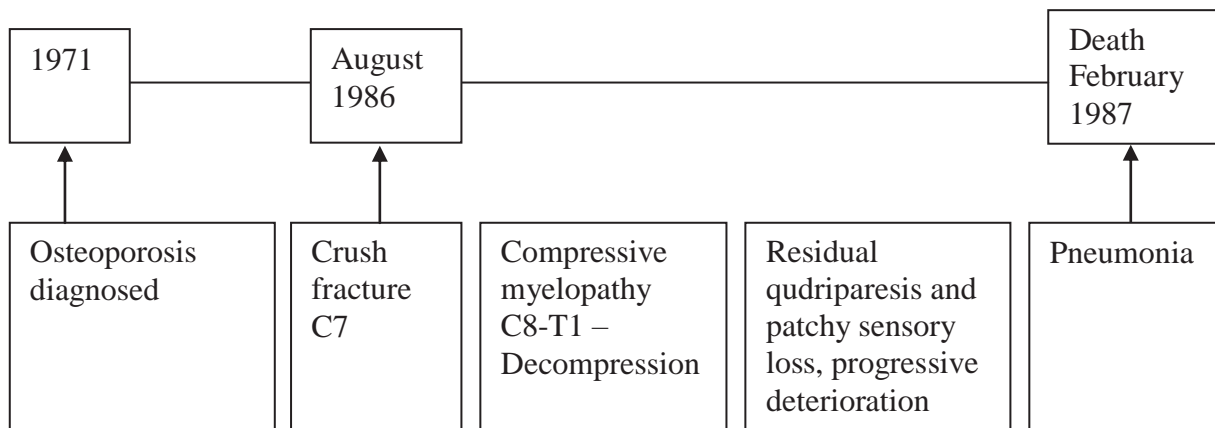 1971
August
1986
Death
February
1987
Osteoporosis
diagnosed
Crush
fracture
C7
Compressive
myelopathy
C8-T1 –
Decompression
Residual
qudriparesis and
patchy sensory
loss, progressive
deterioration
Pneumonia